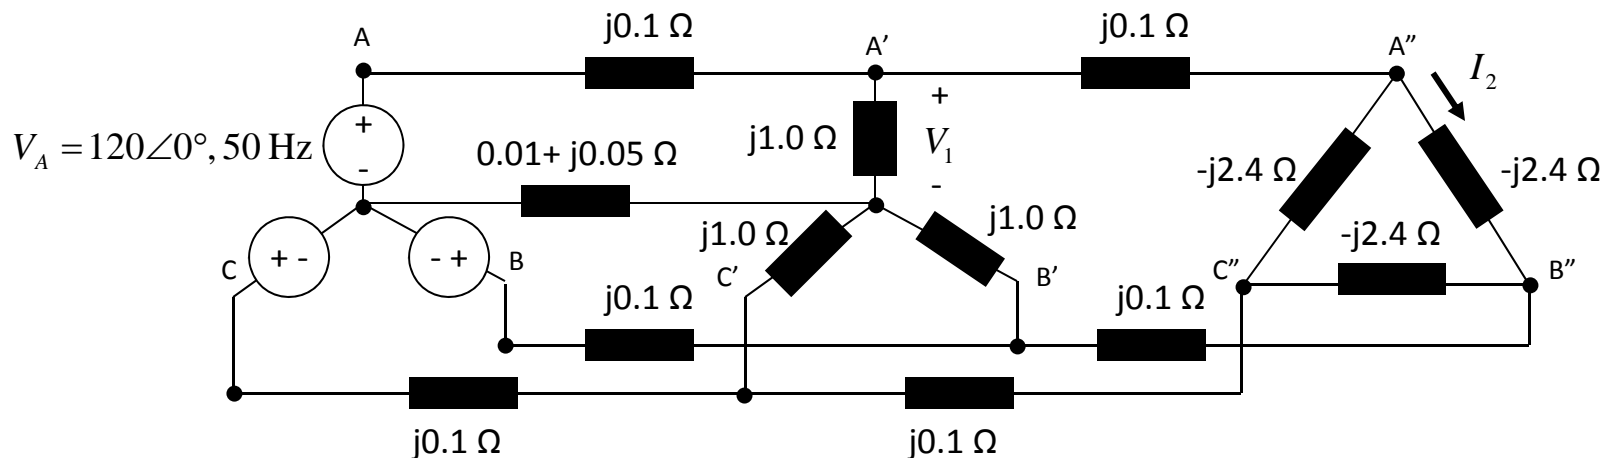 j0.1 Ω
j0.1 Ω
A
A’
A”
I₂
+
+
V_A = 120∠0°, 50 Hz
-
0.01+ j0.05 Ω
j1.0 Ω
V₁
-
-j2.4 Ω
-j2.4 Ω
j1.0 Ω
j1.0 Ω
-j2.4 Ω
C
+ -
- +
B
C’
B’
C”
B”
j0.1 Ω
j0.1 Ω
j0.1 Ω
j0.1 Ω